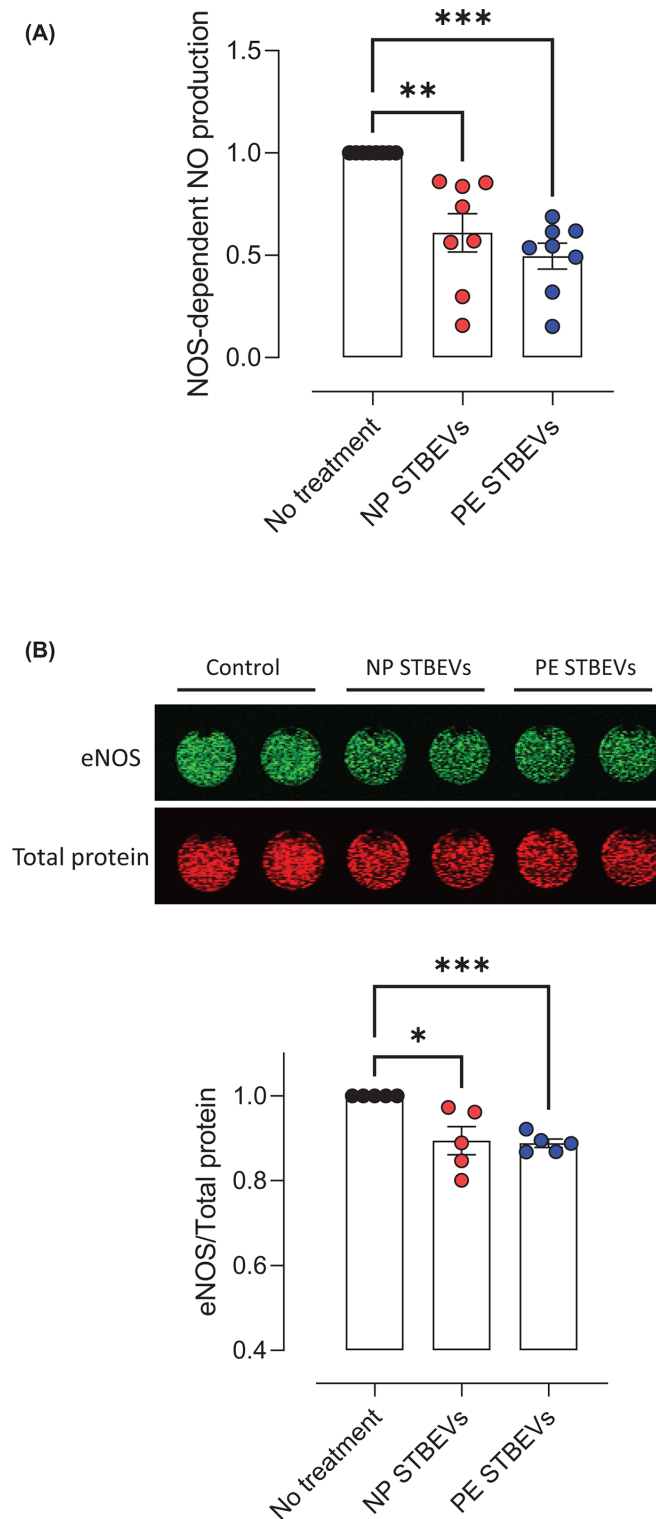 (A)
***
**
NOS-dependent NO production
1.5
1.0
0.5
0.0
No treatment
NP STBEVs
PE STBEVs
(B)
Control
NP STBEVs
PE STBEVs
eNOS
Total protein
***
*
eNOS/Total protein
1.0
0.8
0.6
0.4
No treatment
NP STBEVs
PE STBEVs